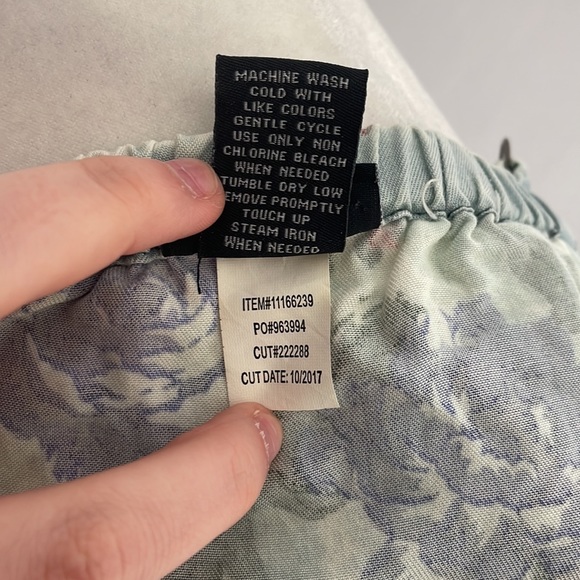 MACHINE WASH
COLD WITH
LIKE COLORS
GENTLE CYCLE
USE ONLY NON
CHLORINE BLEACH
WHEN NEEDED
TUMBLE DRY LOW
REMOVE PROMPTLY
TOUCH UP
STEAM IRON
WHEN NEEDED
ITEM#11166239
PO#963994
CUT#222288
CUT DATE: 10/2017